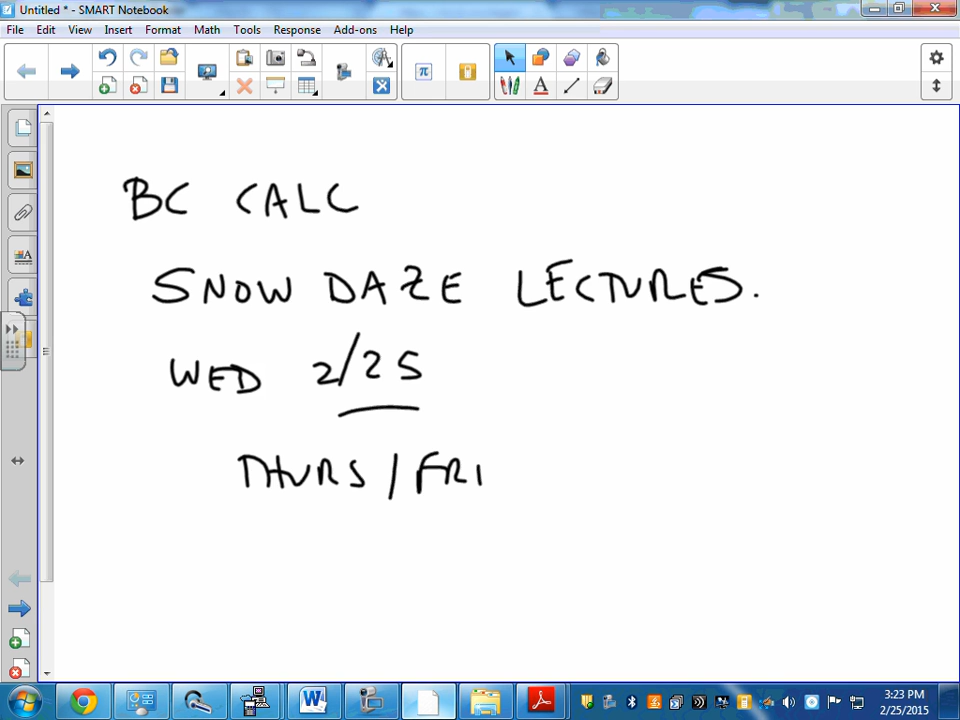 Untitled * - SMART Notebook
File Edit View Insert Format Math Tools Response Add-ons Help
BC CALC
SNOW DAZE LECTURES.
WED 2/25
THURS / FRI
3:23 PM
2/25/2015